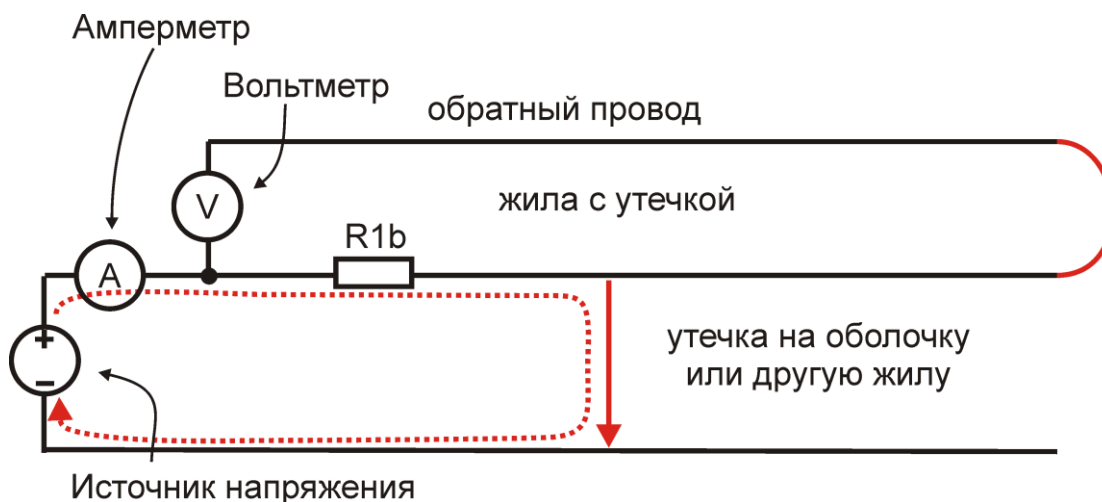 Амперметр
Вольтметр
обратный провод
V
жила с утечкой
R1b
A
утечка на оболочку
или другую жилу
+
–
Источник напряжения